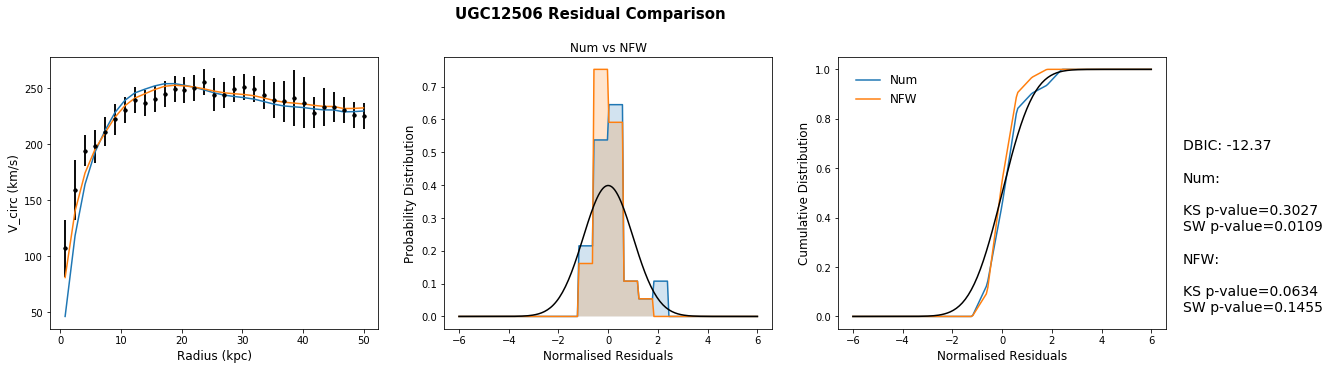 UGC12506 Residual Comparison
V_circ (km/s)
250
200
150
100
50
0
10
20
30
40
50
Radius (kpc)
Num vs NFW
Probability Distribution
0.7
0.6
0.5
0.4
0.3
0.2
0.1
0.0
−6
−4
−2
0
2
4
6
Normalised Residuals
Cumulative Distribution
1.0
0.8
0.6
0.4
0.2
0.0
Num
NFW
−6
−4
−2
0
2
4
6
Normalised Residuals
DBIC: -12.37
Num:
KS p-value=0.3027
SW p-value=0.0109
NFW:
KS p-value=0.0634
SW p-value=0.1455